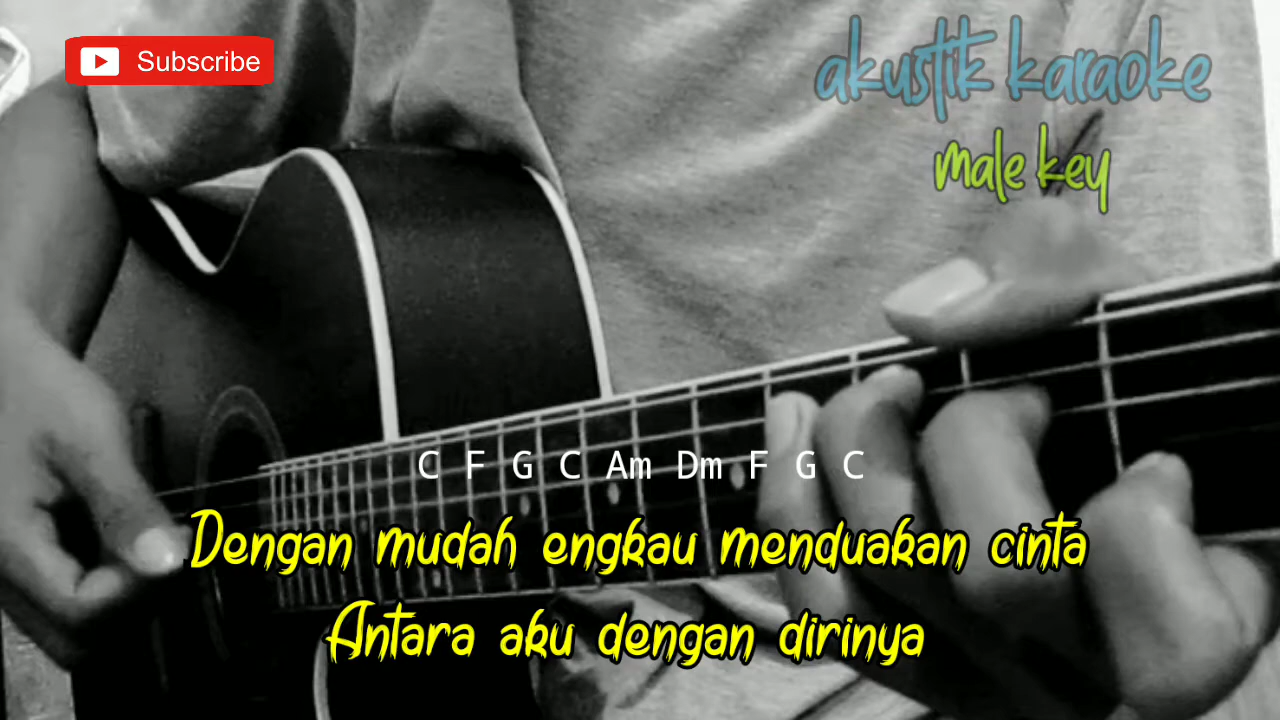 Subscribe
akustik karaoke
male key
C F G C Am Dm F G C
Dengan mudah engkau menduakan cinta
Antara aku dengan dirinya